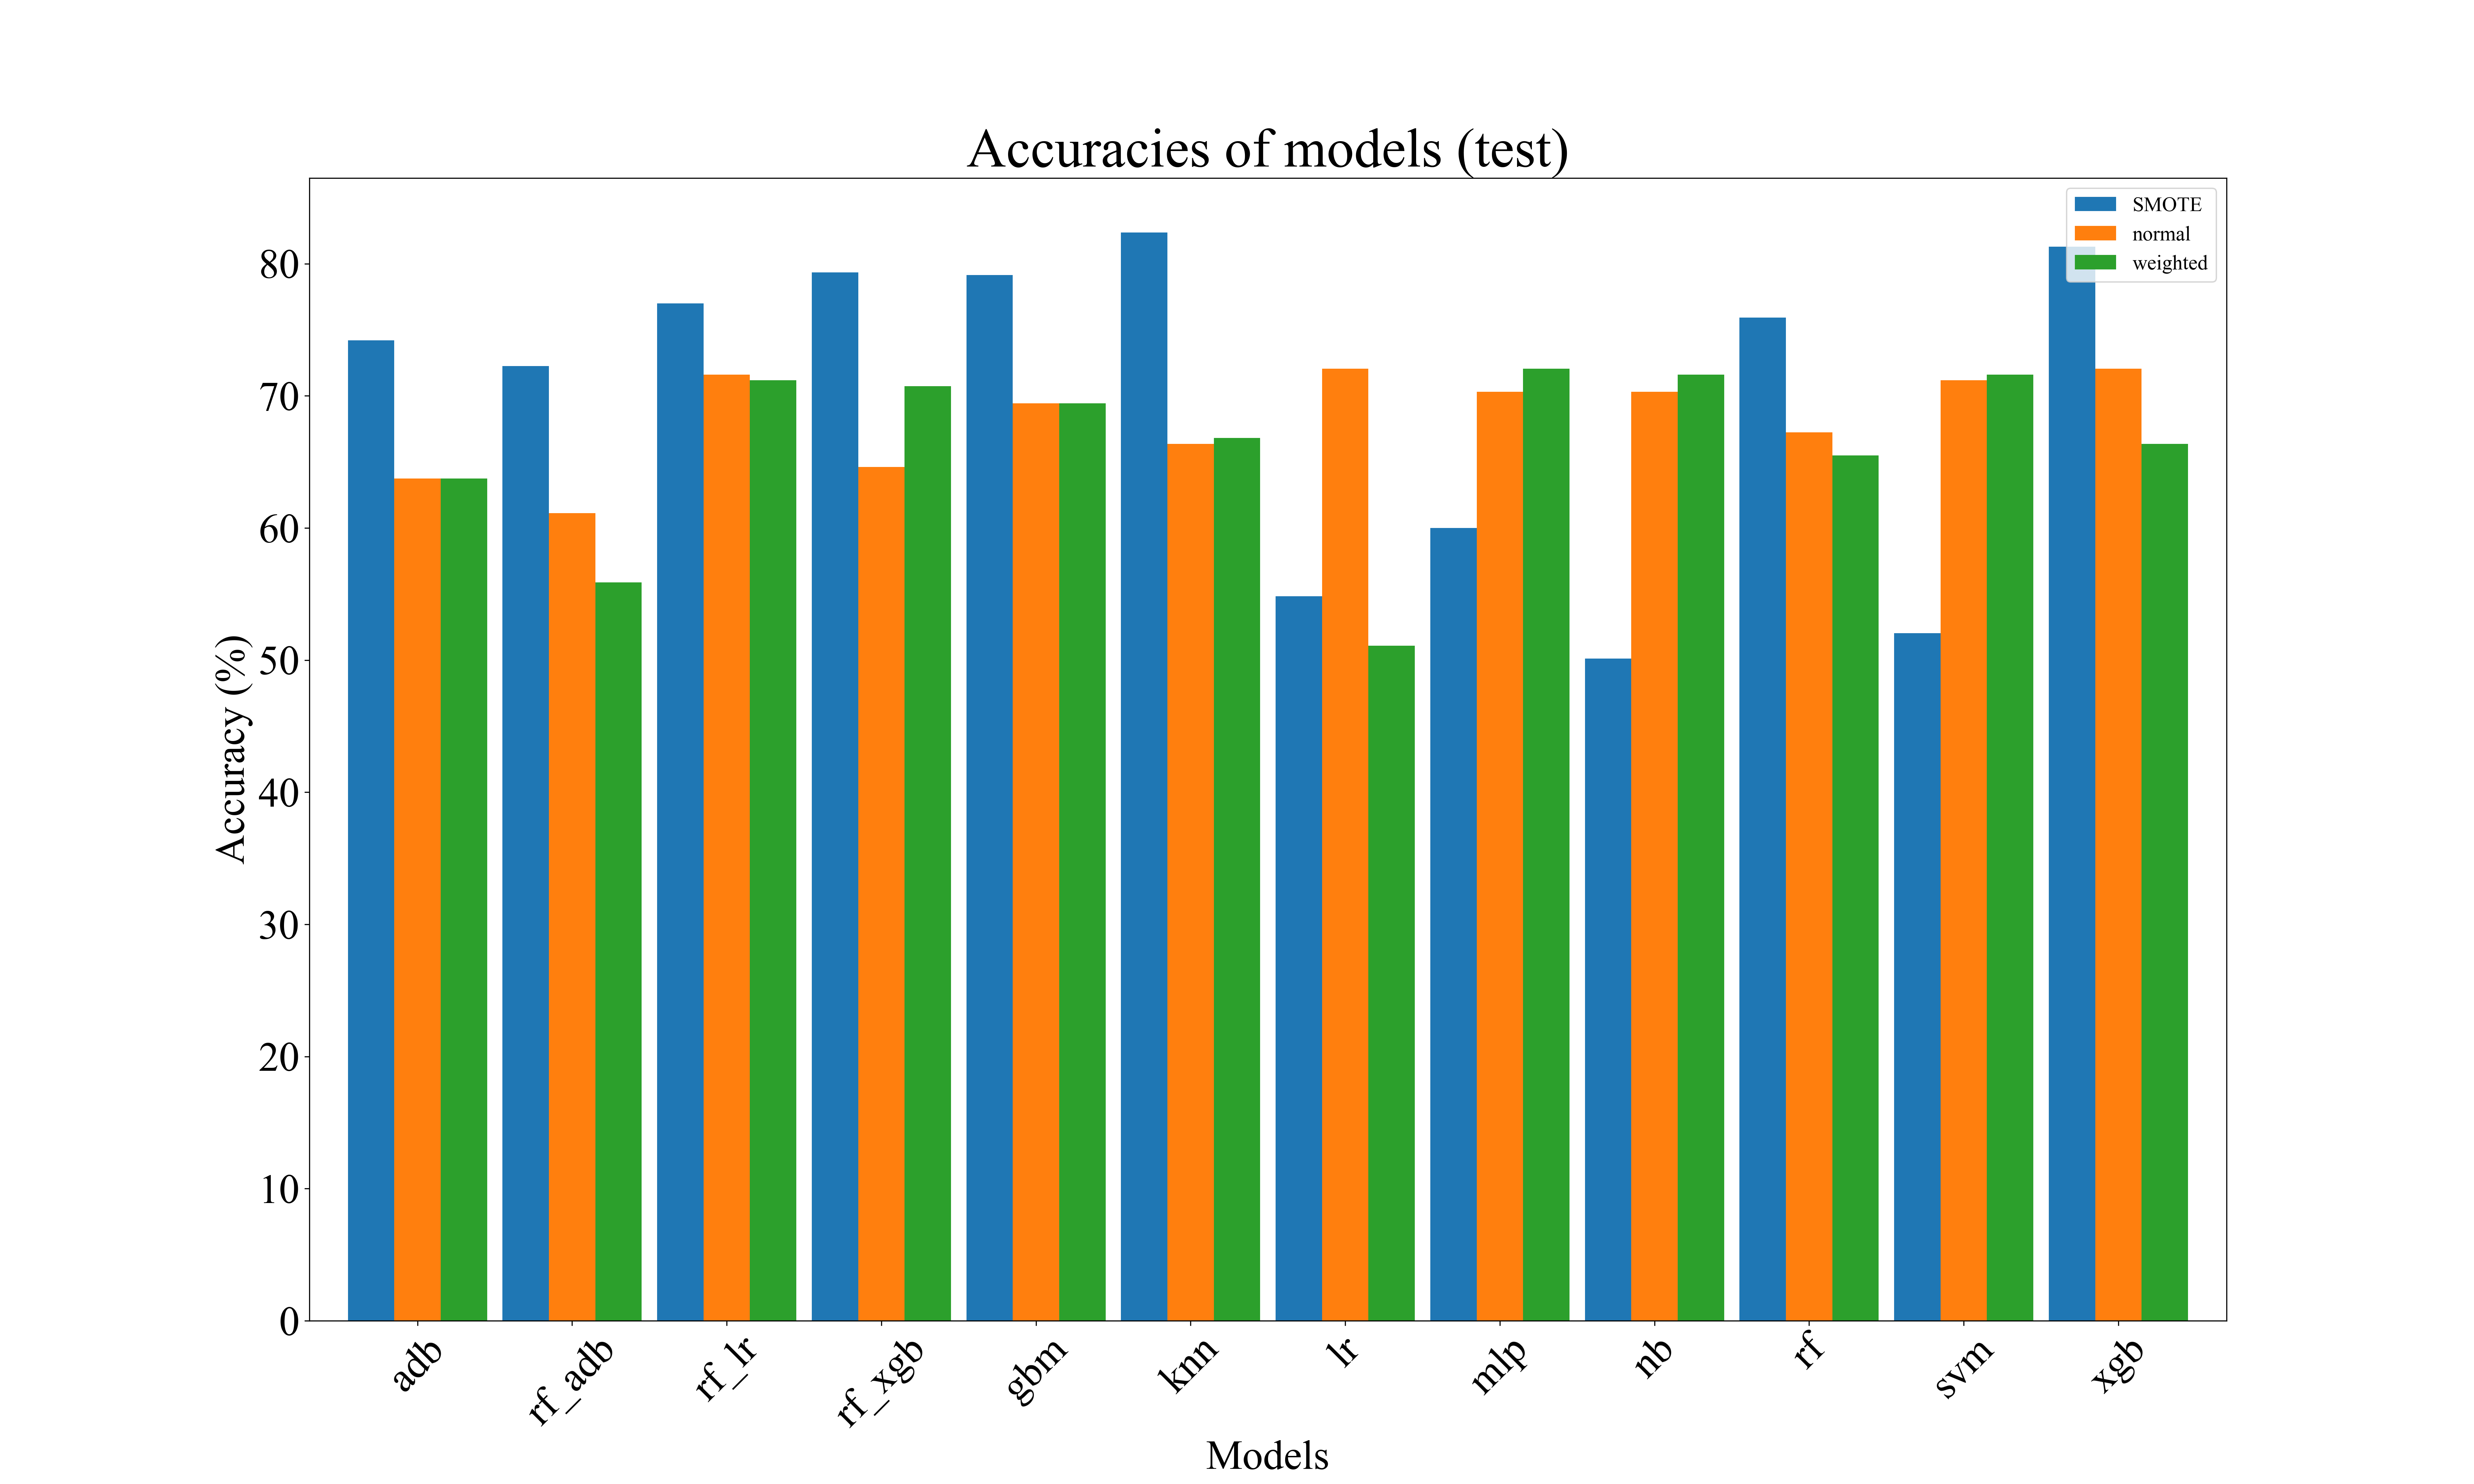 Accuracies of models (test)
SMOTE
normal
weighted
Accuracy (%)
80
70
60
50
40
30
20
10
0
adb
rf_adb
rf_lr
rf_xgb
gbm
knn
lr
mlp
nb
rf
svm
xgb
Models